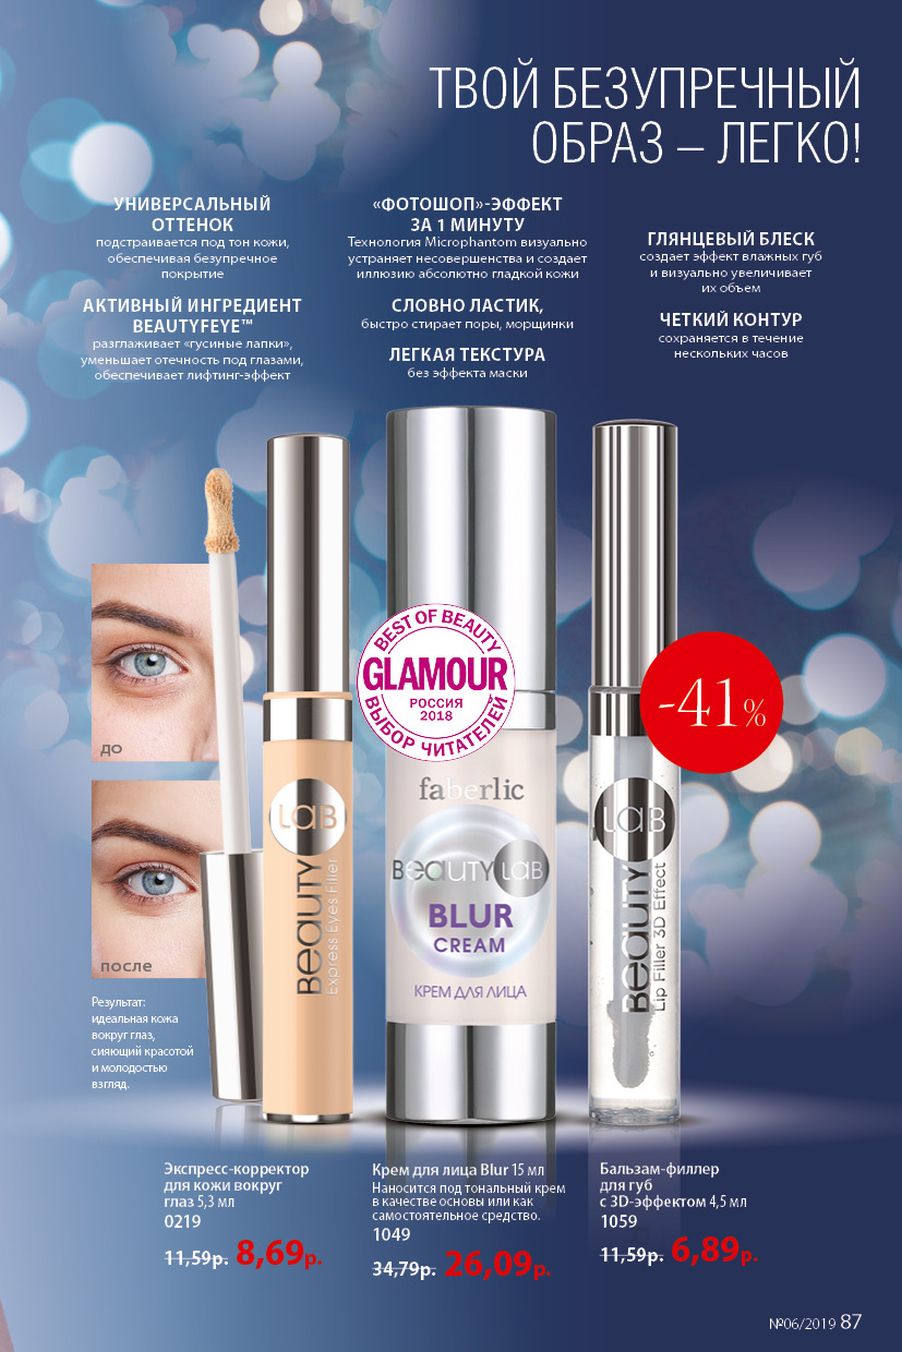 ТВОЙ БЕЗУПРЕЧНЫЙ
ОБРАЗ – ЛЕГКО!
УНИВЕРСАЛЬНЫЙ
ОТТЕНОК
подстраивается под тон кожи,
обеспечивая безупречное
покрытие
АКТИВНЫЙ ИНГРЕДИЕНТ
BEAUTYFEYE™
разглаживает «гусиные лапки»,
уменьшает отечность под глазами,
обеспечивает лифтинг-эффект
«ФОТОШОП»-ЭФФЕКТ
ЗА 1 МИНУТУ
Технология Microphantom визуально
устраняет несовершенства и создает
иллюзию абсолютно гладкой кожи
СЛОВНО ЛАСТИК,
быстро стирает поры, морщинки
ЛЕГКАЯ ТЕКСТУРА
без эффекта маски
ГЛЯНЦЕВЫЙ БЛЕСК
создает эффект влажных губ
и визуально увеличивает
их объем
ЧЕТКИЙ КОНТУР
сохраняется в течение
нескольких часов
до
после
Результат:
идеальная кожа
вокруг глаз,
сияющий красотой
и молодостью
взгляд.
LAB
BEAUTY
Express Eyes Filler
BEST OF BEAUTY
GLAMOUR
РОССИЯ
2018
ВЫБОР ЧИТАТЕЛЕЙ
faberlic
BEAUTY LAB
BLUR
CREAM
КРЕМ ДЛЯ ЛИЦА
-41%
LAB
BEAUTY
Lip Filler 3D Effect
Экспресс-корректор
для кожи вокруг
глаз 5,3 мл
0219
11,59р. 8,69р.
Крем для лица Blur 15 мл
Наносится под тональный крем
в качестве основы или как
самостоятельное средство.
1049
34,79р. 26,09р.
Бальзам-филлер
для губ
с 3D-эффектом 4,5 мл
1059
11,59р. 6,89р.
№06/2019 87